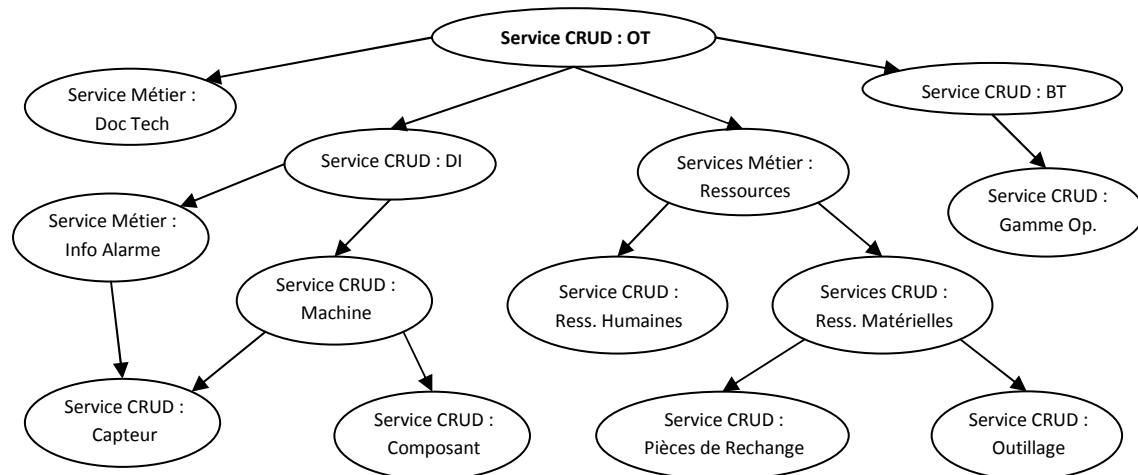 Service CRUD : OT
Service Métier :
Doc Tech
Service CRUD : BT
Service CRUD : DI
Services Métier :
Ressources
Service CRUD :
Gamme Op.
Service Métier :
Info Alarme
Service CRUD :
Machine
Service CRUD :
Ress. Humaines
Services CRUD :
Ress. Matérielles
Service CRUD :
Capteur
Service CRUD :
Composant
Service CRUD :
Pièces de Rechange
Service CRUD :
Outillage